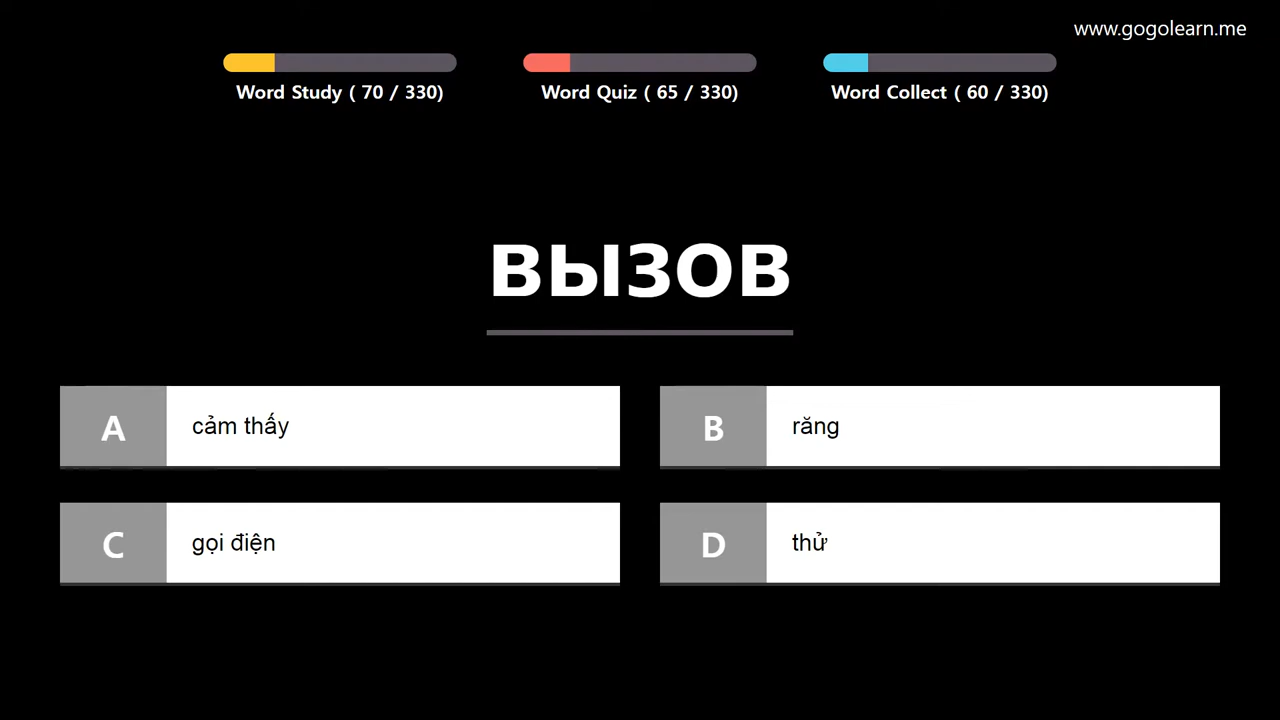 www.gogolearn.me
Word Study ( 70 / 330)
Word Quiz ( 65 / 330)
Word Collect ( 60 / 330)
ВЫЗОВ
A cảm thấy
B răng
C gọi điện
D thử